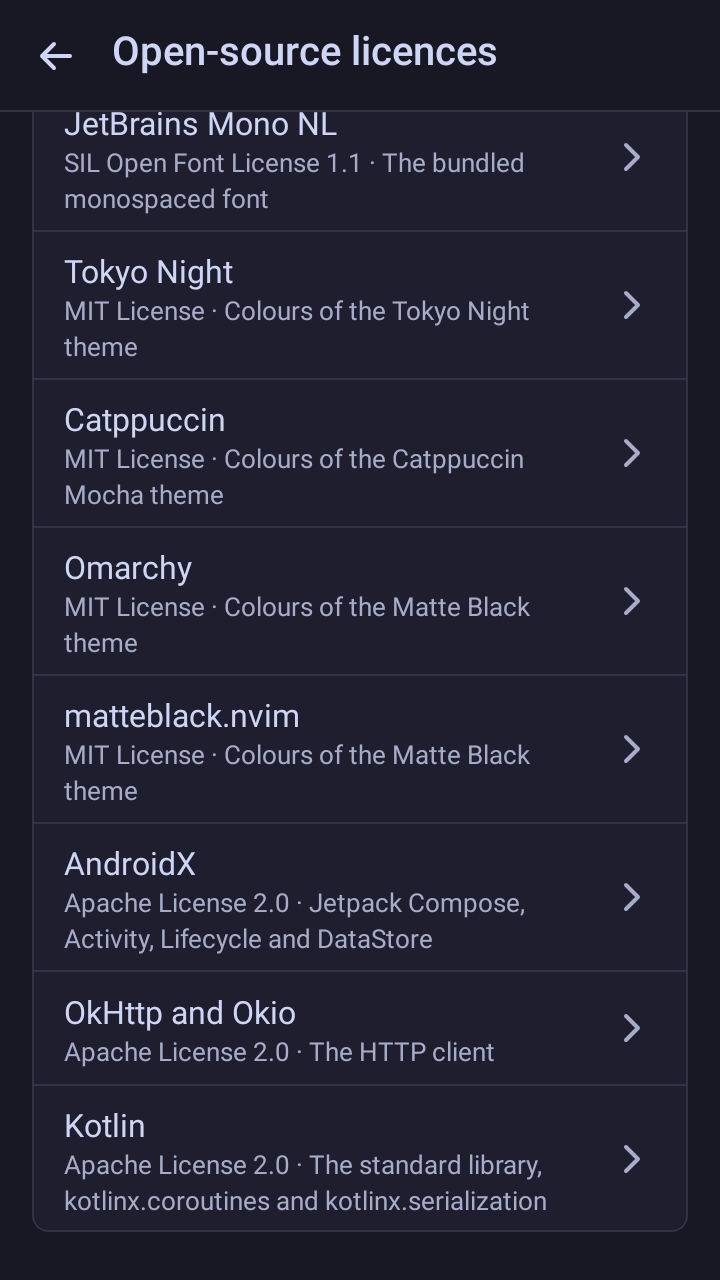 Open-source licences
JetBrains Mono NL
SIL Open Font License 1.1 · The bundled
monospaced font
Tokyo Night
MIT License · Colours of the Tokyo Night
theme
Catppuccin
MIT License · Colours of the Catppuccin
Mocha theme
Omarchy
MIT License · Colours of the Matte Black
theme
matteblack.nvim
MIT License · Colours of the Matte Black
theme
AndroidX
Apache License 2.0 · Jetpack Compose,
Activity, Lifecycle and DataStore
OkHttp and Okio
Apache License 2.0 · The HTTP client
Kotlin
Apache License 2.0 · The standard library,
kotlinx.coroutines and kotlinx.serialization